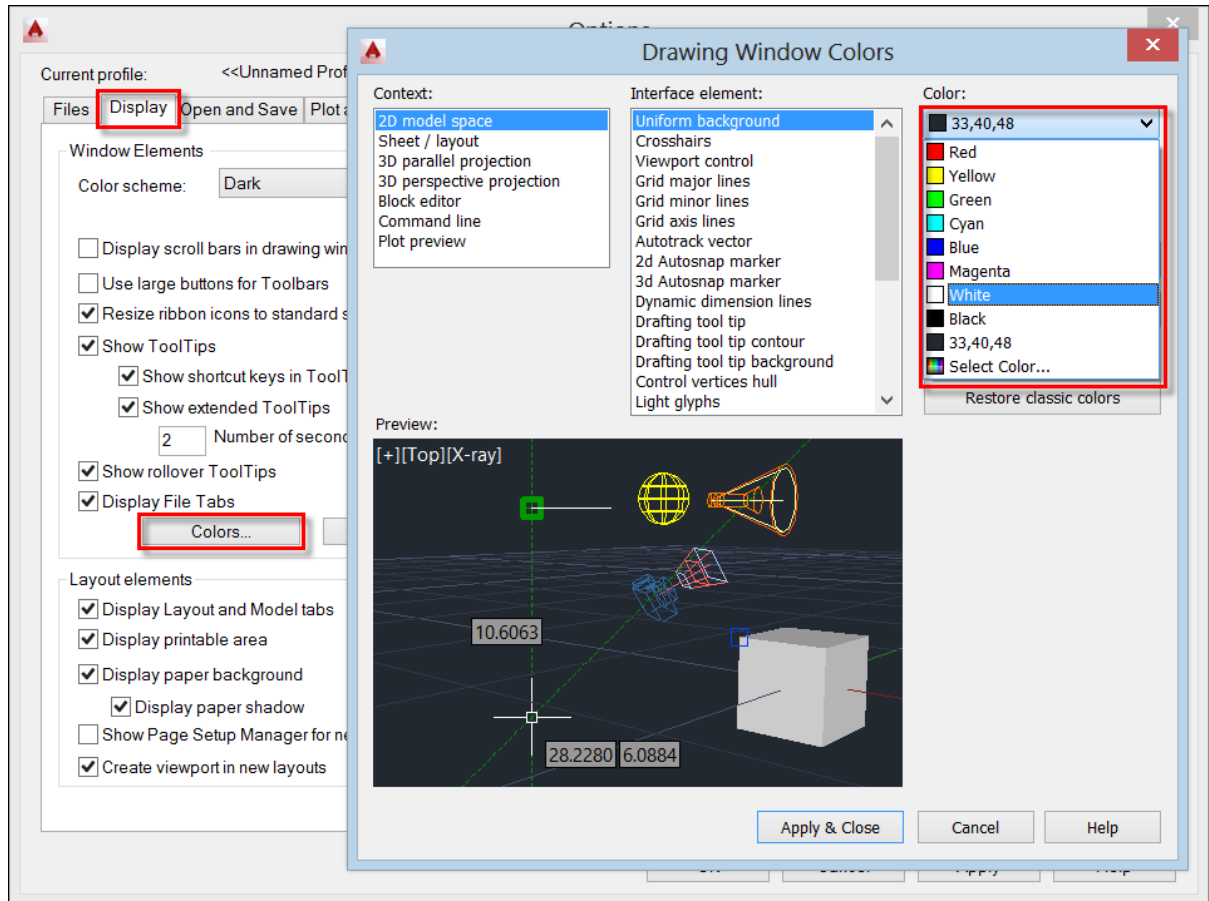 Drawing Window Colors
Current profile:
<<Unnamed Prof
Files
Display
Open and Save
Plot a
Window Elements
Color scheme:
Dark
Display scroll bars in drawing win
Use large buttons for Toolbars
Resize ribbon icons to standard s
Show ToolTips
Show shortcut keys in ToolT
Show extended ToolTips
2
Number of second
Show rollover ToolTips
Display File Tabs
Colors...
Layout elements
Display Layout and Model tabs
Display printable area
Display paper background
Display paper shadow
Show Page Setup Manager for ne
Create viewport in new layouts
Context:
2D model space
Sheet / layout
3D parallel projection
3D perspective projection
Block editor
Command line
Plot preview
Interface element:
Uniform background
Crosshairs
Viewport control
Grid major lines
Grid minor lines
Grid axis lines
Autotrack vector
2d Autosnap marker
3d Autosnap marker
Dynamic dimension lines
Drafting tool tip
Drafting tool tip contour
Drafting tool tip background
Control vertices hull
Light glyphs
Color:
33,40,48
Red
Yellow
Green
Cyan
Blue
Magenta
White
Black
33,40,48
Select Color...
Restore classic colors
Preview:
[+][Top][X-ray]
10.6063
28.2280
6.0884
Apply & Close
Cancel
Help